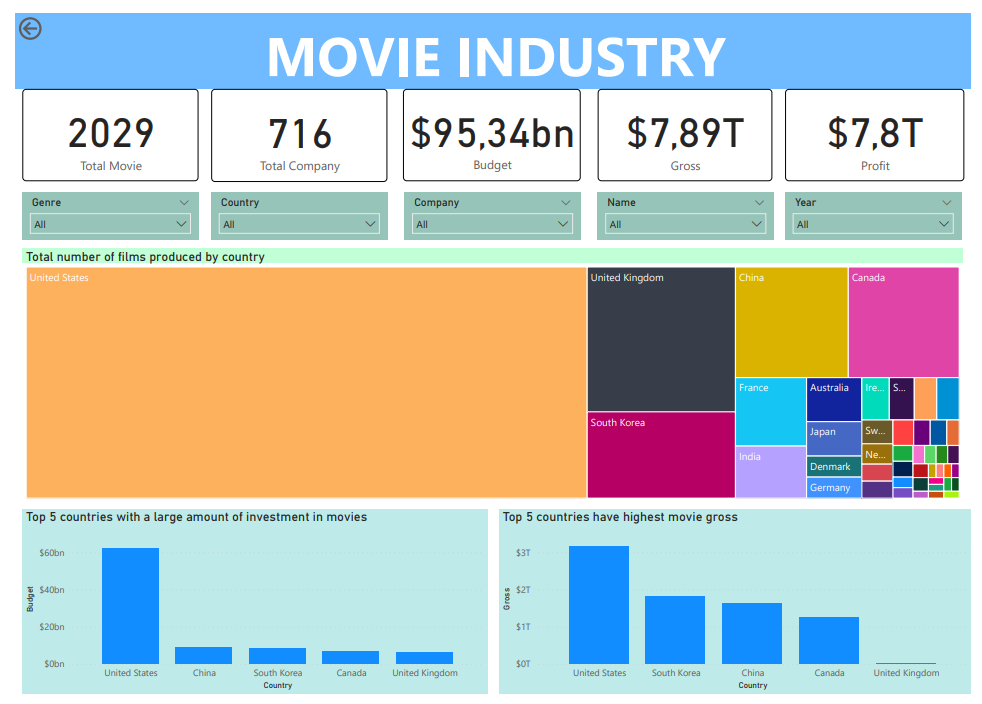 MOVIE INDUSTRY
2029
Total Movie
716
Total Company
$95,34bn
Budget
$7,89T
Gross
$7,8T
Profit
Genre
All
Country
All
Company
All
Name
All
Year
All
Total number of films produced by country
United States
United Kingdom
South Korea
China
Canada
France
India
Australia
Japan
Denmark
Germany
Ire...
S...
Sw...
Ne...
Top 5 countries with a large amount of investment in movies
Budget
$60bn
$40bn
$20bn
$0bn
United States China South Korea Canada United Kingdom
Country
Top 5 countries have highest movie gross
Gross
$3T
$2T
$1T
$0T
United States South Korea China Canada United Kingdom
Country